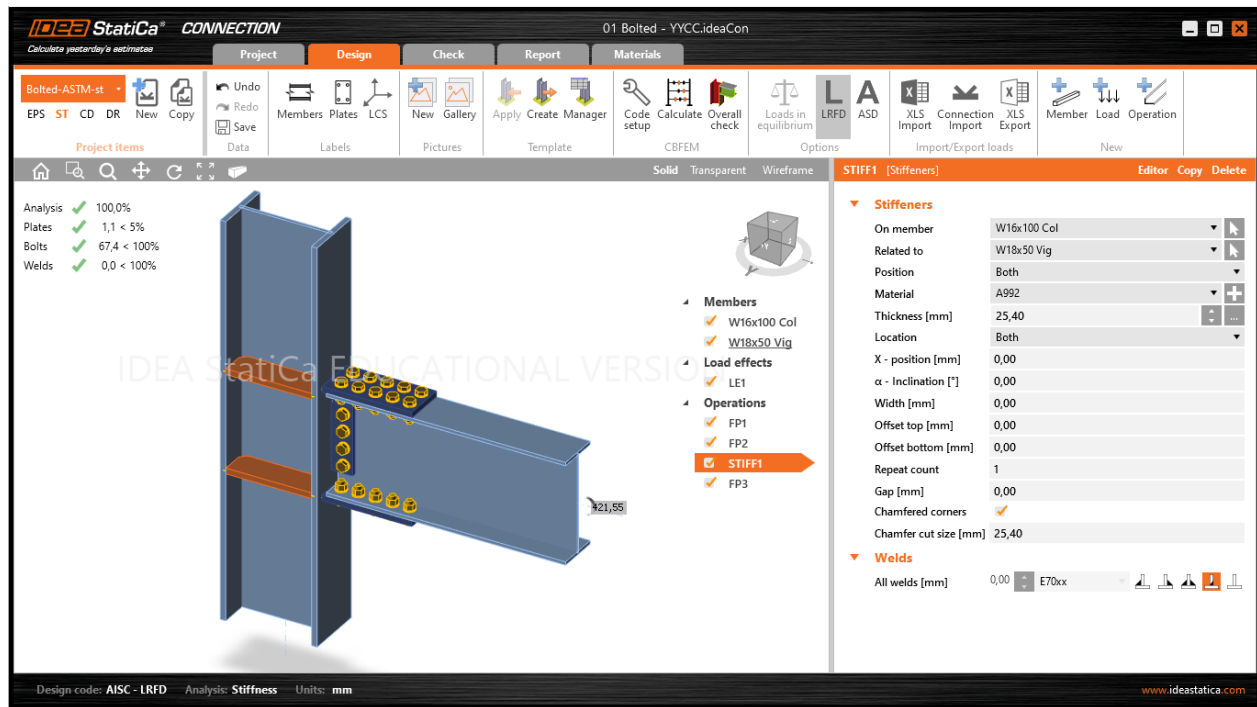 IDEA StatiCa® CONNECTION
Calculate yesterday's estimates
01 Bolted - YYCC.ideaCon
Project Design Check Report Materials
Bolted-ASTM-st
EPS ST CD DR
New Copy
Project items
Undo
Redo
Save
Data
Members Plates LCS
Labels
New Gallery
Pictures
Apply Create Manager
Template
Code setup Calculate Overall check
CBFEM
Loads in equilibrium L LRFD A ASD
Options
XLS Import Connection Import XLS Export
Import/Export loads
Member Load Operation
New
Solid Transparent Wireframe
STIFF1 [Stiffeners] Editor Copy Delete
Analysis 100,0%
Plates 1,1 < 5%
Bolts 67,4 < 100%
Welds 0,0 < 100%
IDEA StatiCa EDUCATIONAL VERSION
421,55
Members
W16x100 Col
W18x50 Vig
Load effects
LE1
Operations
FP1
FP2
STIFF1
FP3
Stiffeners
On member W16x100 Col
Related to W18x50 Vig
Position Both
Material A992
Thickness [mm] 25,40 ...
Location Both
X - position [mm] 0,00
α - Inclination [°] 0,00
Width [mm] 0,00
Offset top [mm] 0,00
Offset bottom [mm] 0,00
Repeat count 1
Gap [mm] 0,00
Chamfered corners
Chamfer cut size [mm] 25,40
Welds
All welds [mm] 0,00 E70xx
Design code: AISC - LRFD Analysis: Stiffness Units: mm
www.ideastatica.com